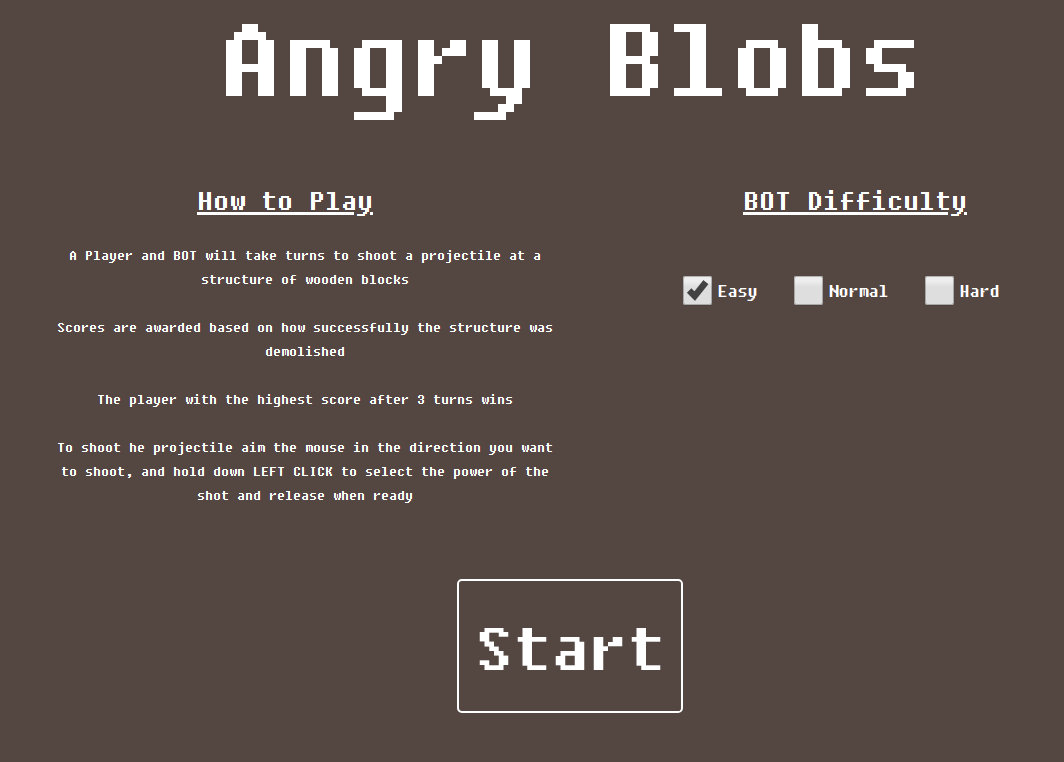 Angry Blobs
How to Play
A Player and BOT will take turns to shoot a projectile at a
structure of wooden blocks
Scores are awarded based on how successfully the structure was
demolished
The player with the highest score after 3 turns wins
To shoot he projectile aim the mouse in the direction you want
to shoot, and hold down LEFT CLICK to select the power of the
shot and release when ready
BOT Difficulty
Easy Normal Hard
Start